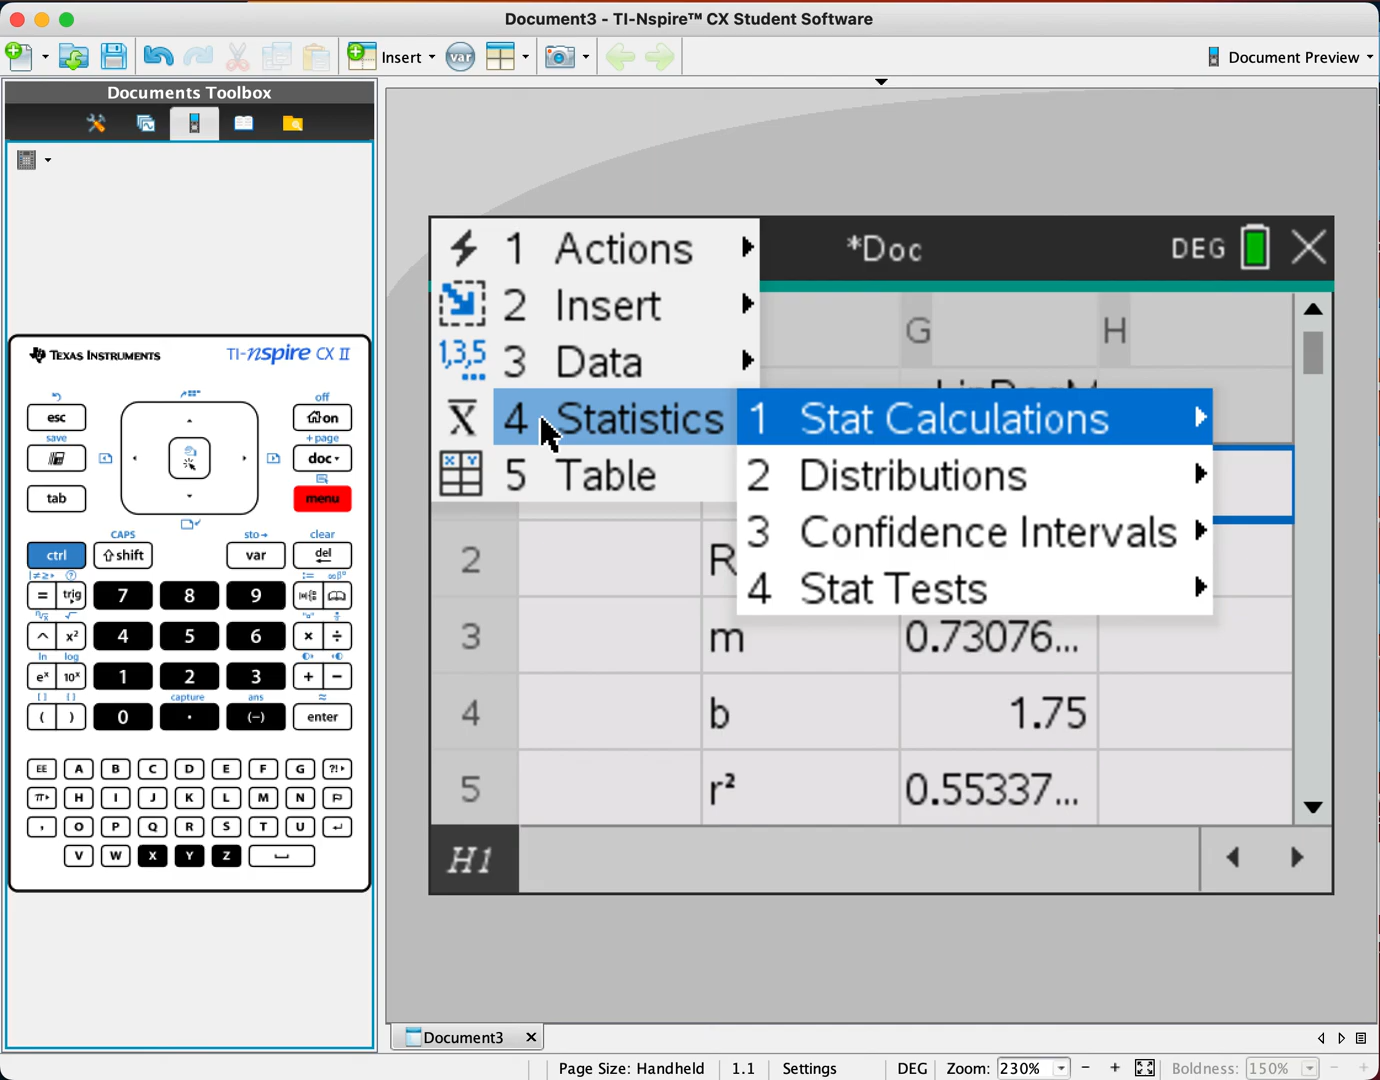 Document3 - TI-Nspire™ CX Student Software
Insert
var
Document Preview
Documents Toolbox
TEXAS INSTRUMENTS
TI-nspire CX II
esc
save
tab
off
on
+ page
doc
menu
CAPS
sto→
clear
ctrl
shift
var
del
=
trig
7
8
9
^
x²
4
5
6
×
÷
ln
log
eˣ
10ˣ
1
2
3
+
−
{ }
[ ]
capture
ans
≈
(
)
0
.
(−)
enter
EE A B C D E F G ?!▸
π▸ H I J K L M N
, O P Q R S T U
V W X Y Z
1 Actions
2 Insert
3 Data
4 Statistics
5 Table
1,3,5
*Doc
DEG
G
H
1 Stat Calculations
2 Distributions
3 Confidence Intervals
4 Stat Tests
2 R
3 m 0.73076...
4 b 1.75
5 r² 0.55337...
H1
Document3
Page Size: Handheld
1.1
Settings
DEG
Zoom: 230%
Boldness: 150%